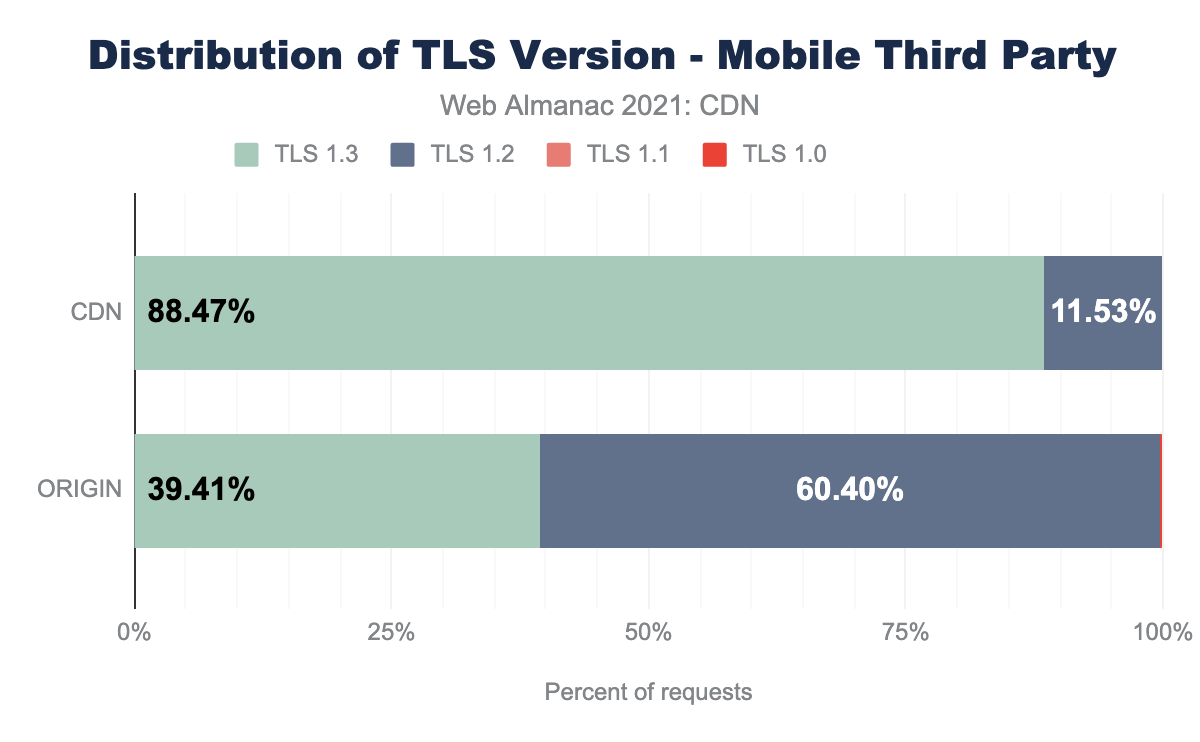 Distribution of TLS Version - Mobile Third Party
Web Almanac 2021: CDN
TLS 1.3 TLS 1.2 TLS 1.1 TLS 1.0
CDN 88.47% 11.53%
ORIGIN 39.41% 60.40%
0% 25% 50% 75% 100%
Percent of requests